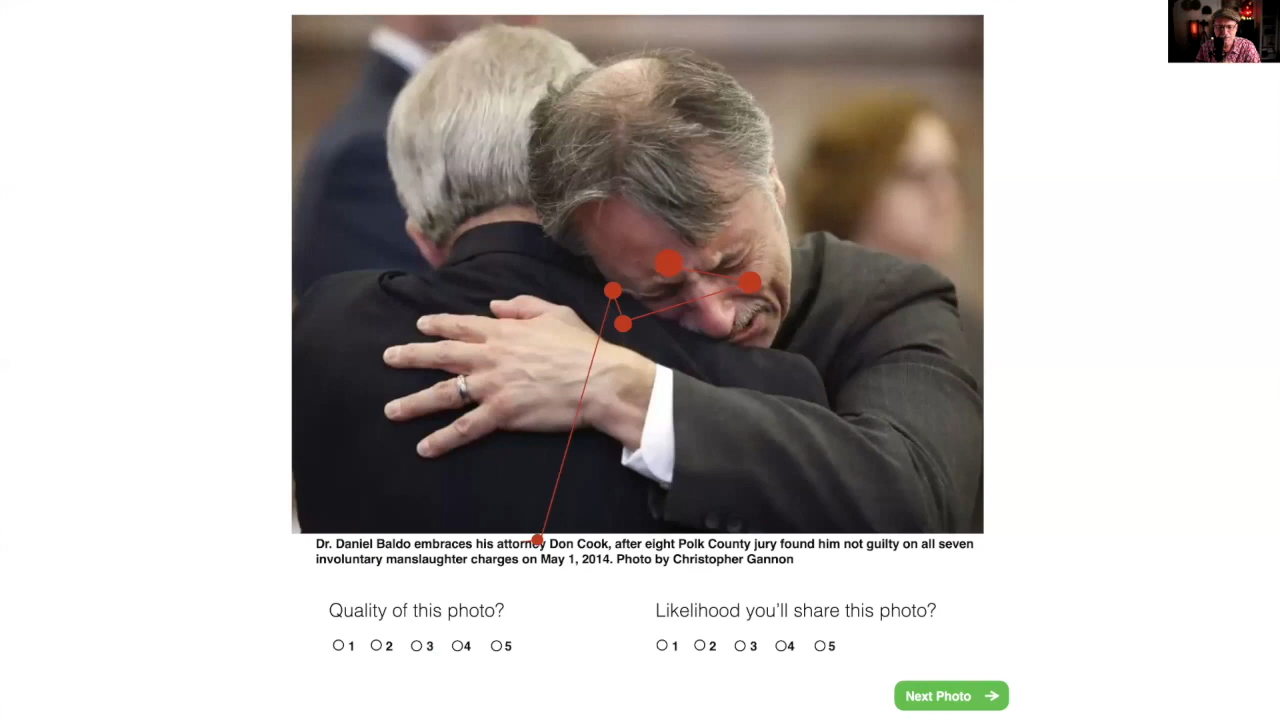 Dr. Daniel Baldo embraces his attorney Don Cook, after eight Polk County jury found him not guilty on all seven
involuntary manslaughter charges on May 1, 2014. Photo by Christopher Gannon
Quality of this photo?
1 2 3 4 5
Likelihood you'll share this photo?
1 2 3 4 5
Next Photo